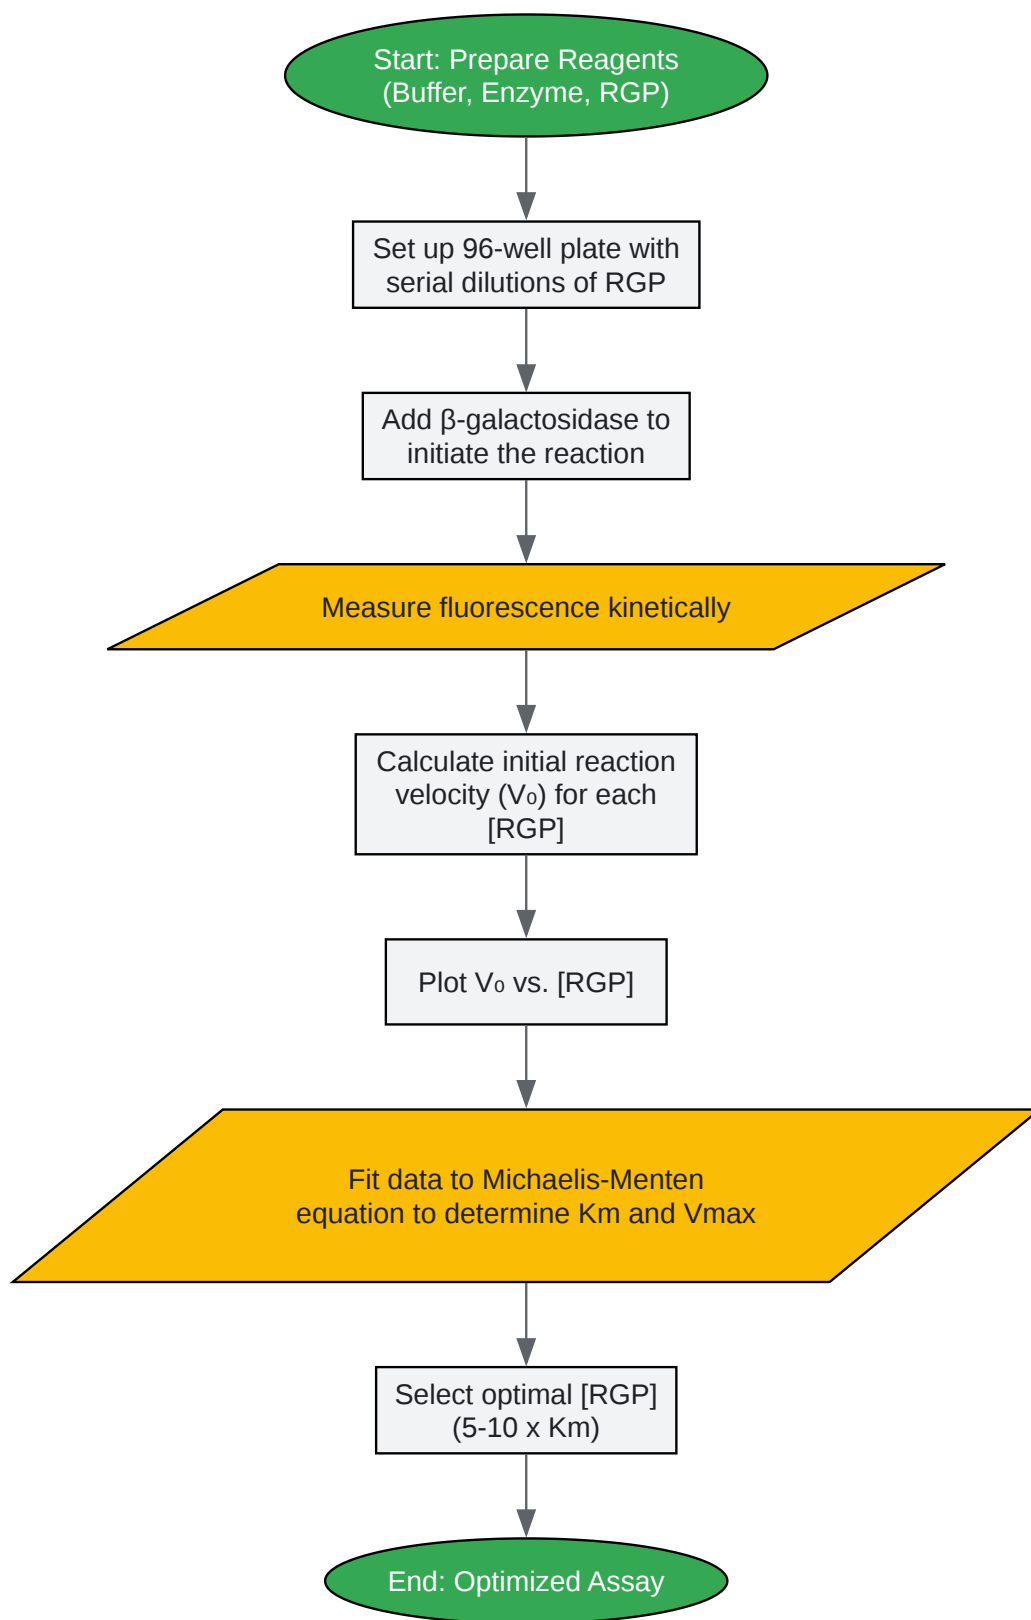 Start: Prepare Reagents
(Buffer, Enzyme, RGP)
Set up 96-well plate with
serial dilutions of RGP
Add β-galactosidase to
initiate the reaction
Measure fluorescence kinetically
Calculate initial reaction
velocity (V₀) for each
[RGP]
Plot V₀ vs. [RGP]
Fit data to Michaelis-Menten
equation to determine Km and Vmax
Select optimal [RGP]
(5-10 x Km)
End: Optimized Assay